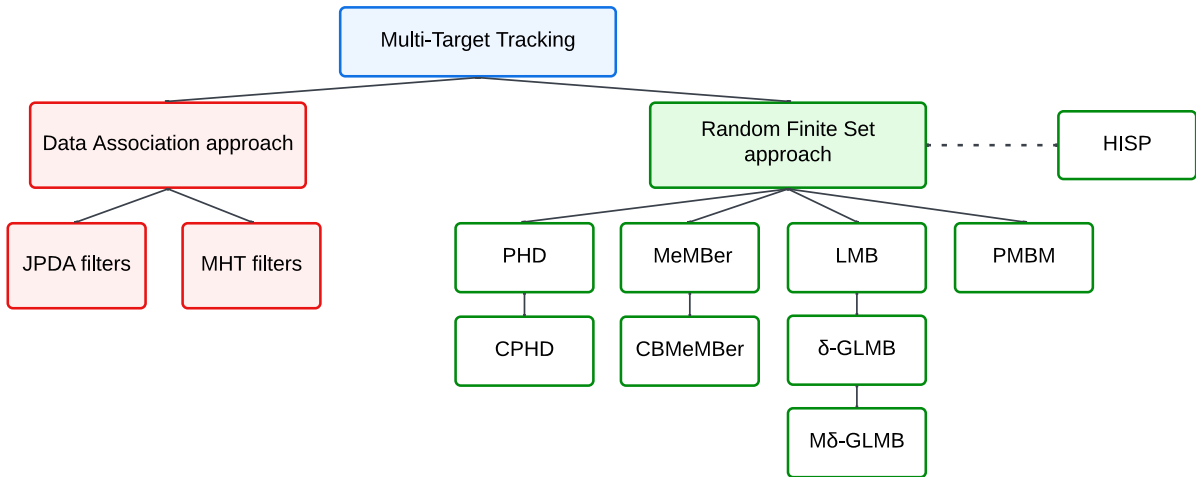 Multi-Target Tracking
Data Association approach
Random Finite Set
approach
HISP
JPDA filters
MHT filters
PHD
MeMBer
LMB
PMBM
CPHD
CBMeMBer
δ-GLMB
Mδ-GLMB